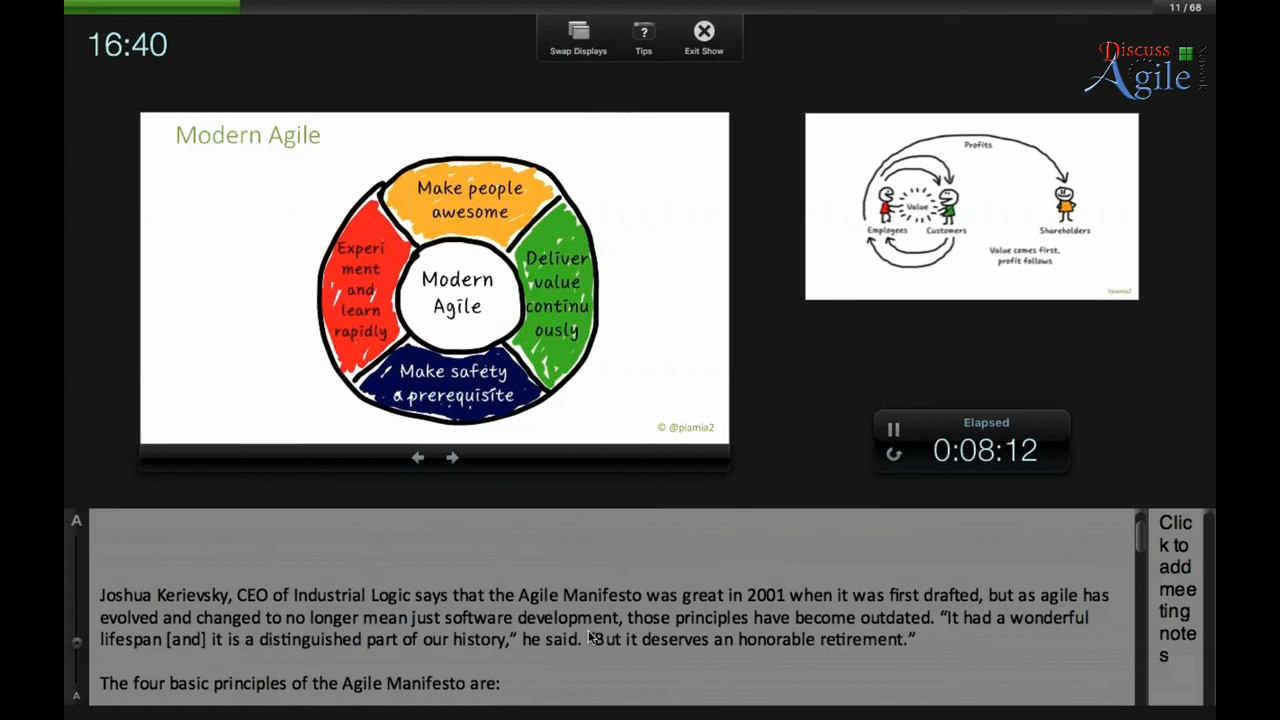 11 / 68
16:40
Swap Displays
Tips
Exit Show
Discuss
Agile
Network
Modern Agile
Make people
awesome
Experi
ment
and
learn
rapidly
Modern
Agile
Deliver
value
continu
ously
Make safety
a prerequisite
© @piamia2
Profits
Value
Employees
Customers
Shareholders
Value comes first,
profit follows
Elapsed
0:08:12
A
Joshua Kerievsky, CEO of Industrial Logic says that the Agile Manifesto was great in 2001 when it was first drafted, but as agile has
evolved and changed to no longer mean just software development, those principles have become outdated. “It had a wonderful
lifespan [and] it is a distinguished part of our history,” he said. “But it deserves an honorable retirement.”
The four basic principles of the Agile Manifesto are:
A
Clic
k to
add
mee
ting
note
s